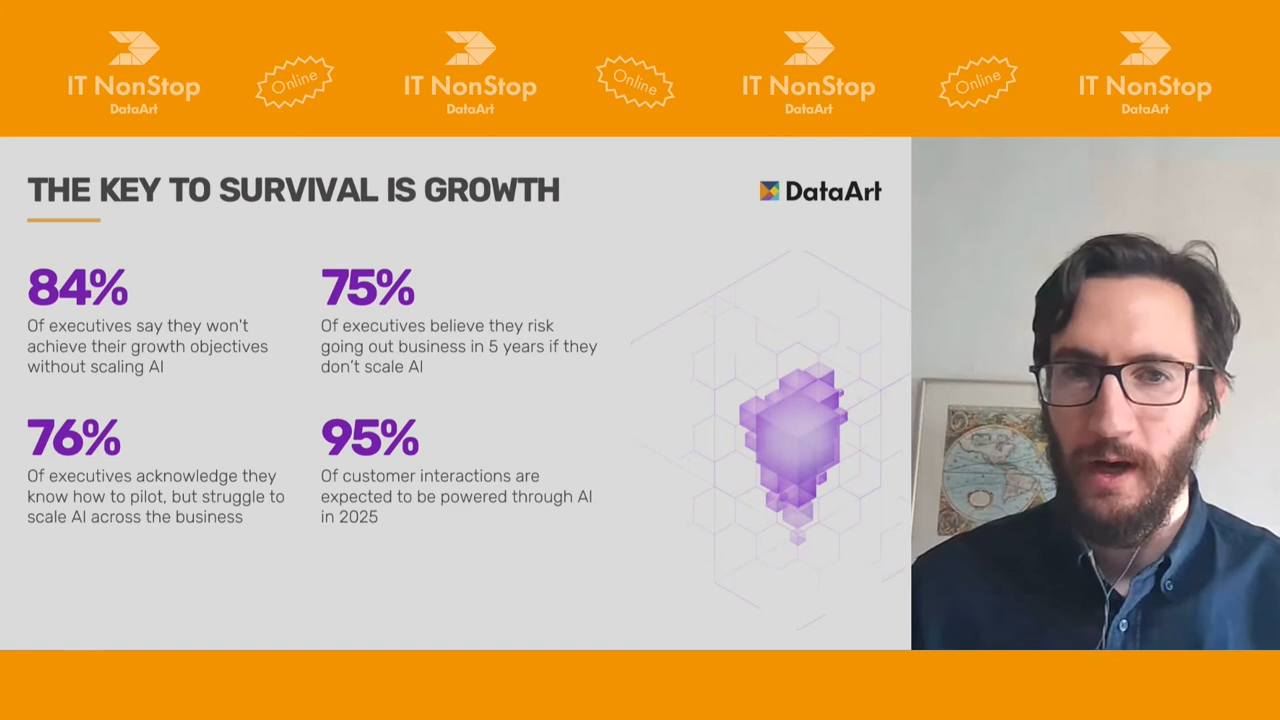 IT NonStop
DataArt
Online
IT NonStop
DataArt
Online
IT NonStop
DataArt
Online
IT NonStop
DataArt
THE KEY TO SURVIVAL IS GROWTH
DataArt
84%
Of executives say they won't
achieve their growth objectives
without scaling AI
75%
Of executives believe they risk
going out business in 5 years if they
don't scale AI
76%
Of executives acknowledge they
know how to pilot, but struggle to
scale AI across the business
95%
Of customer interactions are
expected to be powered through AI
in 2025